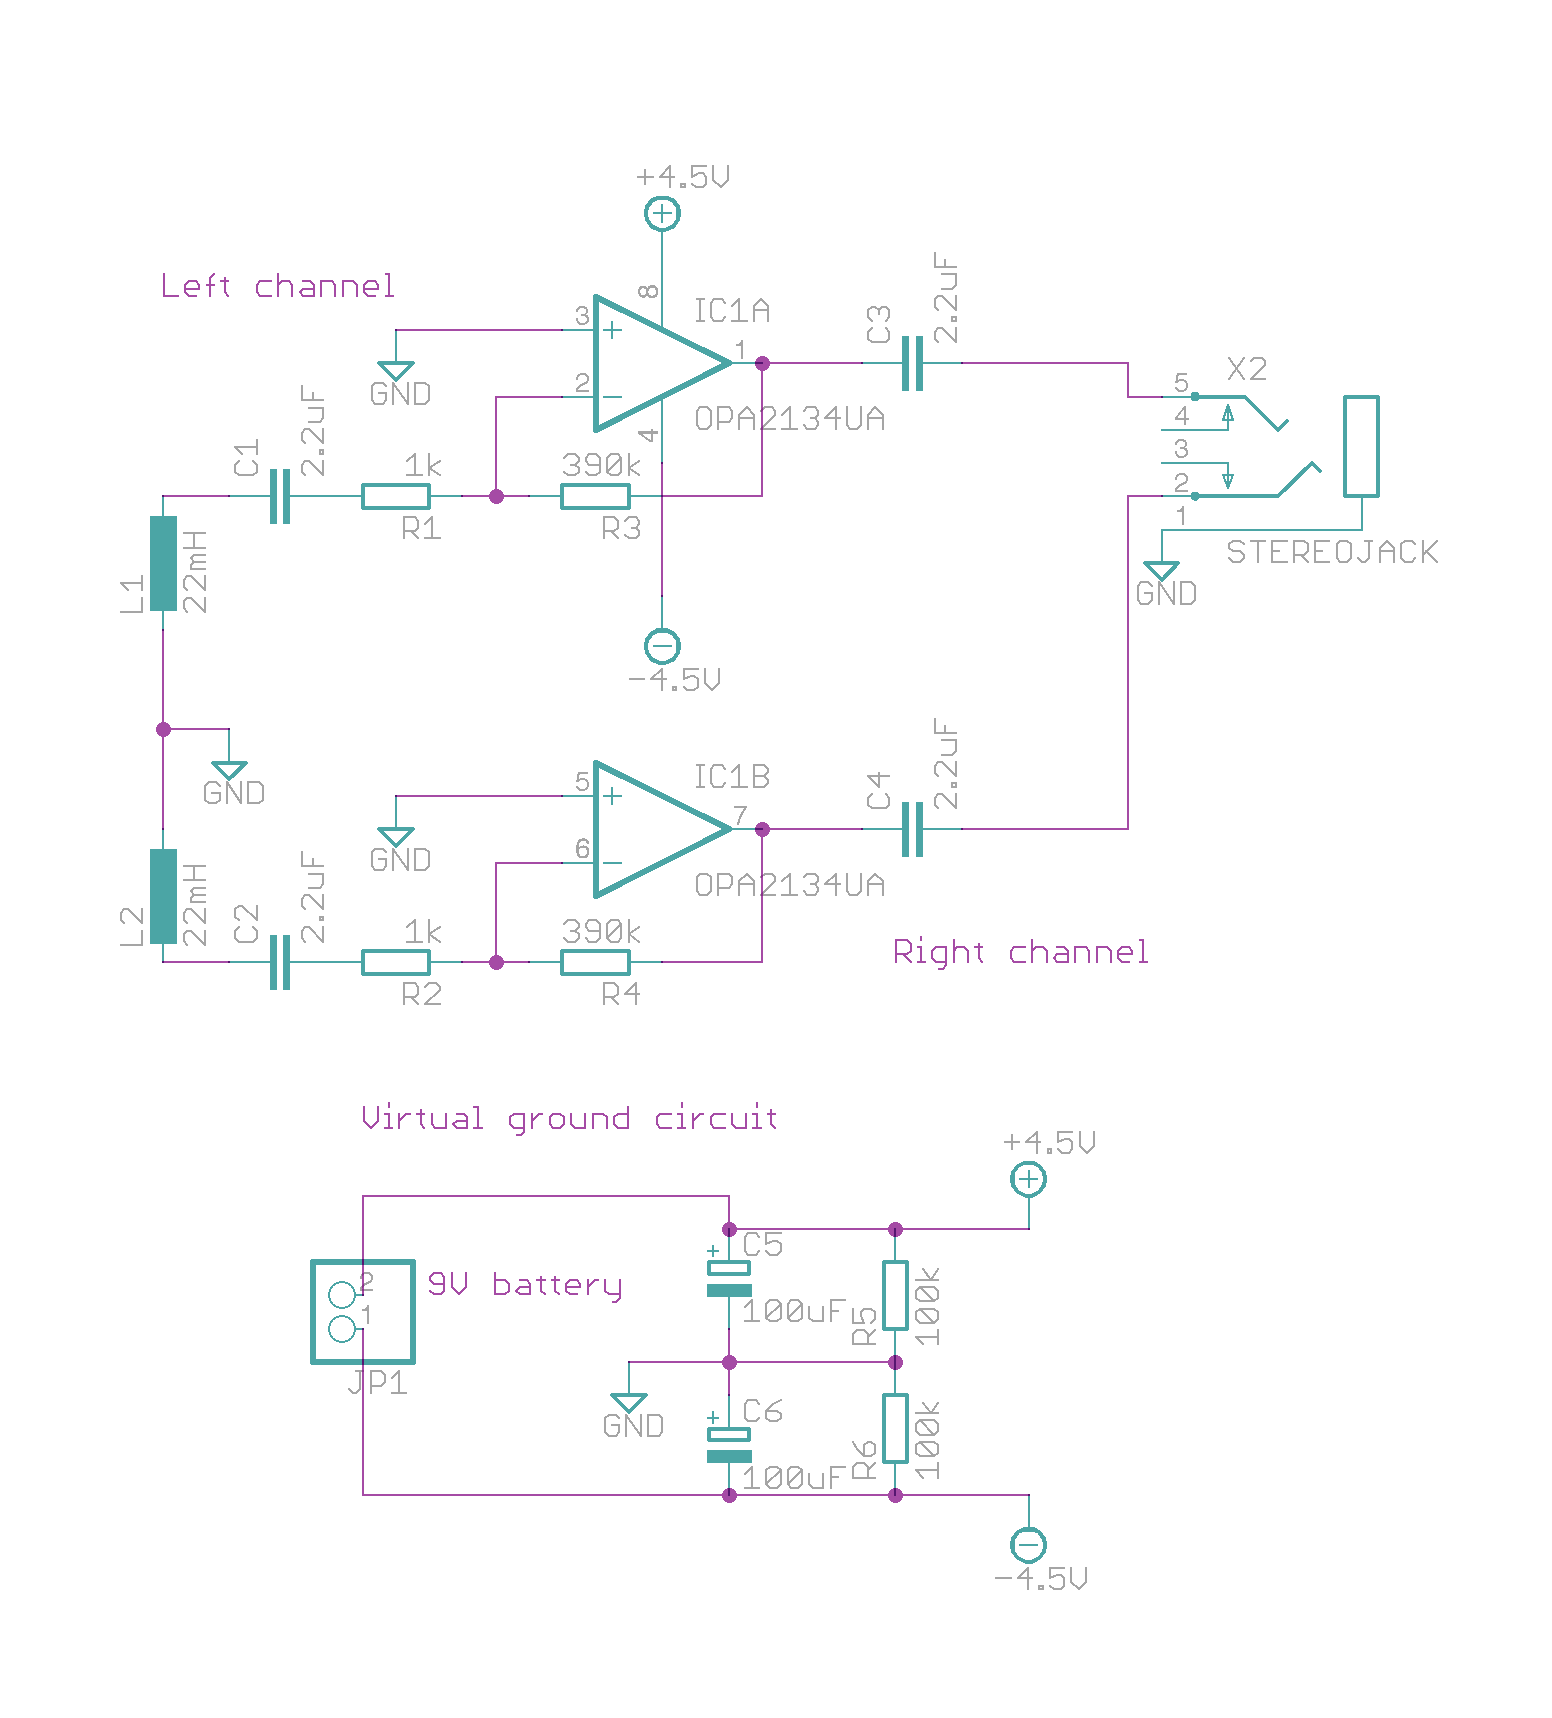 +4.5V
Left channel
8
IC1A
3
1
C3
2.2uF
GND
2
OPA2134UA
X2
5
4
3
2
1
STEREOJACK
GND
4
C1
2.2uF
1k
R1
390k
R3
L1
22mH
-4.5V
GND
IC1B
5
7
C4
2.2uF
GND
6
OPA2134UA
L2
22mH
C2
2.2uF
1k
R2
390k
R4
Right channel
Virtual ground circuit
+4.5V
9V battery
2
1
JP1
C5
100uF
R5
100k
GND
C6
100uF
R6
100k
-4.5V